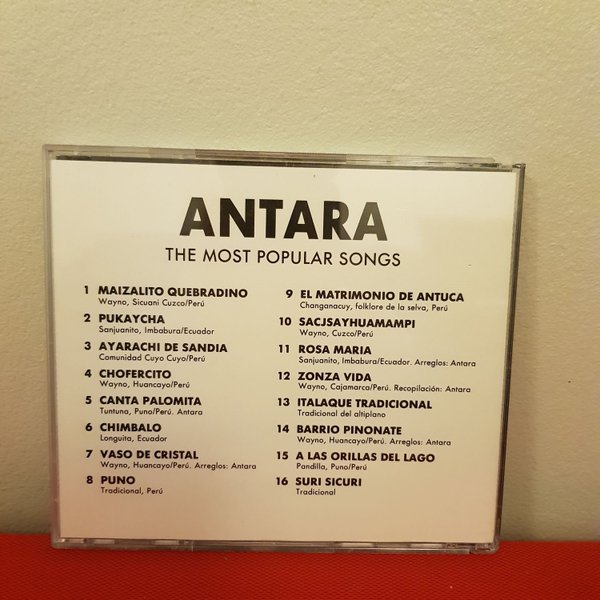 ANTARA
THE MOST POPULAR SONGS
1 MAIZALITO QUEBRADINO
Wayno, Sicuani Cuzco/Perú
2 PUKAYCHA
Sanjuanito, Imbabura/Ecuador
3 AYARACHI DE SANDIA
Comunidad Cuyo Cuyo/Perú
4 CHOFERCITO
Wayno, Huancayo/Perú
5 CANTA PALOMITA
Tuntuna, Puno/Perú. Antara
6 CHIMBALO
Longuita, Ecuador
7 VASO DE CRISTAL
Wayno, Huancayo/Perú. Arreglos: Antara
8 PUNO
Tradicional, Perú
9 EL MATRIMONIO DE ANTUCA
Changanacuy, folklore de la selva, Perú
10 SACJSAYHUAMAMPI
Wayno, Cuzco/Perú
11 ROSA MARIA
Sanjuanito, Imbabura/Ecuador. Arreglos: Antara
12 ZONZA VIDA
Wayno, Cajamarca/Perú. Recopilación: Antara
13 ITALAQUE TRADICIONAL
Tradicional del altiplano
14 BARRIO PINONATE
Wayno, Huancayo/Perú. Arreglos: Antara
15 A LAS ORILLAS DEL LAGO
Pandilla, Puno/Perú
16 SURI SICURI
Tradicional